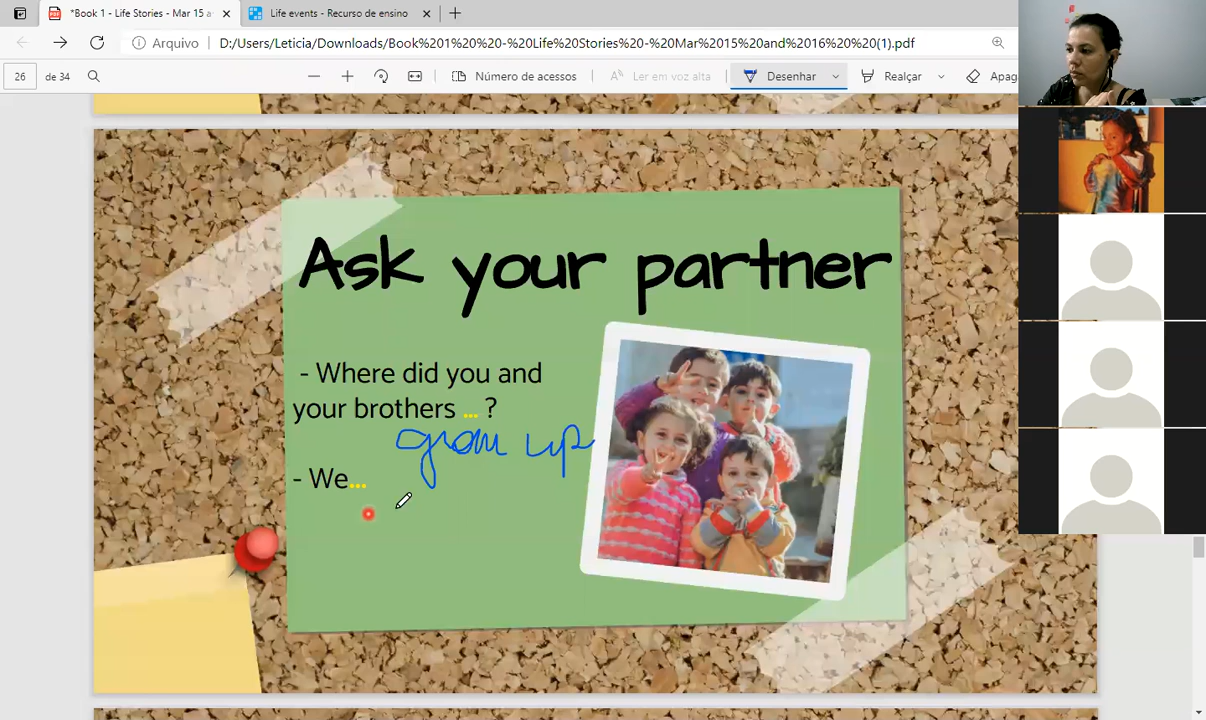 *Book 1 - Life Stories - Mar 15 a
Life events - Recurso de ensino
Arquivo
D:/Users/Leticia/Downloads/Book%201%20%20-%20Life%20Stories%20-%20Mar%2015%20and%2016%20%20(1).pdf
26 de 34
Número de acessos
Ler em voz alta
Desenhar
Realçar
Apag
Ask your partner
- Where did you and
your brothers ... ?
grow up
- We...